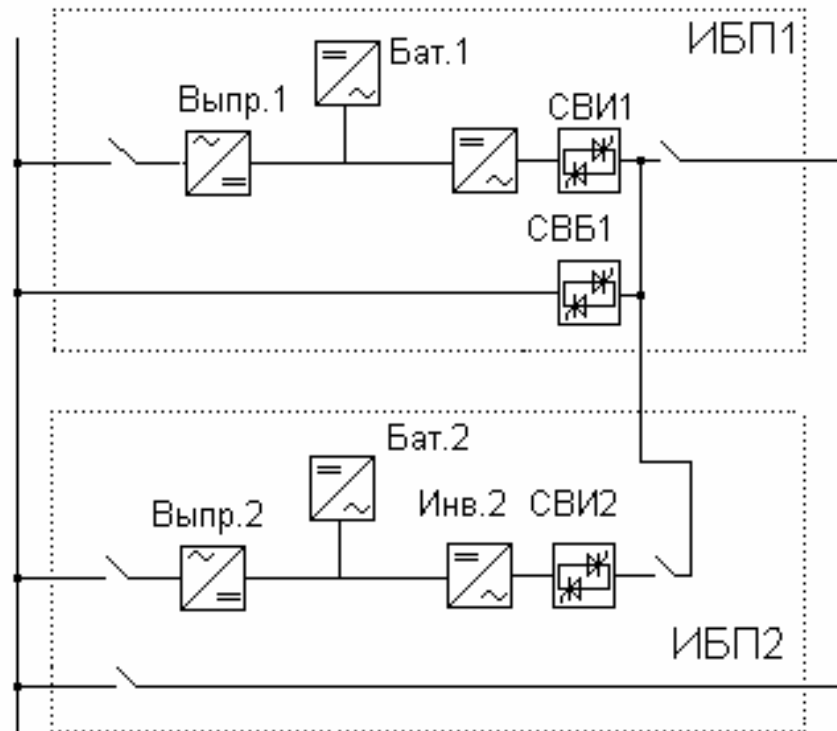 ИБП1
Бат.1
Выпр.1
СВИ1
СВБ1
Бат.2
Выпр.2
Инв.2
СВИ2
ИБП2